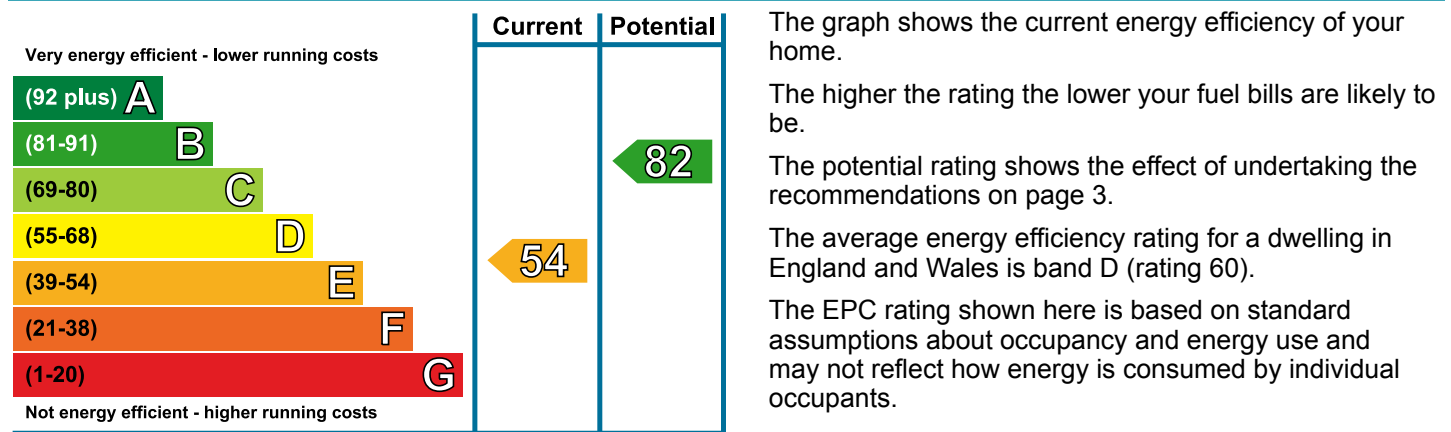 Current Potential
Very energy efficient - lower running costs
(92 plus) A
(81-91) B
(69-80) C
(55-68) D
(39-54) E
(21-38) F
(1-20) G
Not energy efficient - higher running costs
82
54
The graph shows the current energy efficiency of your
home.
The higher the rating the lower your fuel bills are likely to
be.
The potential rating shows the effect of undertaking the
recommendations on page 3.
The average energy efficiency rating for a dwelling in
England and Wales is band D (rating 60).
The EPC rating shown here is based on standard
assumptions about occupancy and energy use and
may not reflect how energy is consumed by individual
occupants.